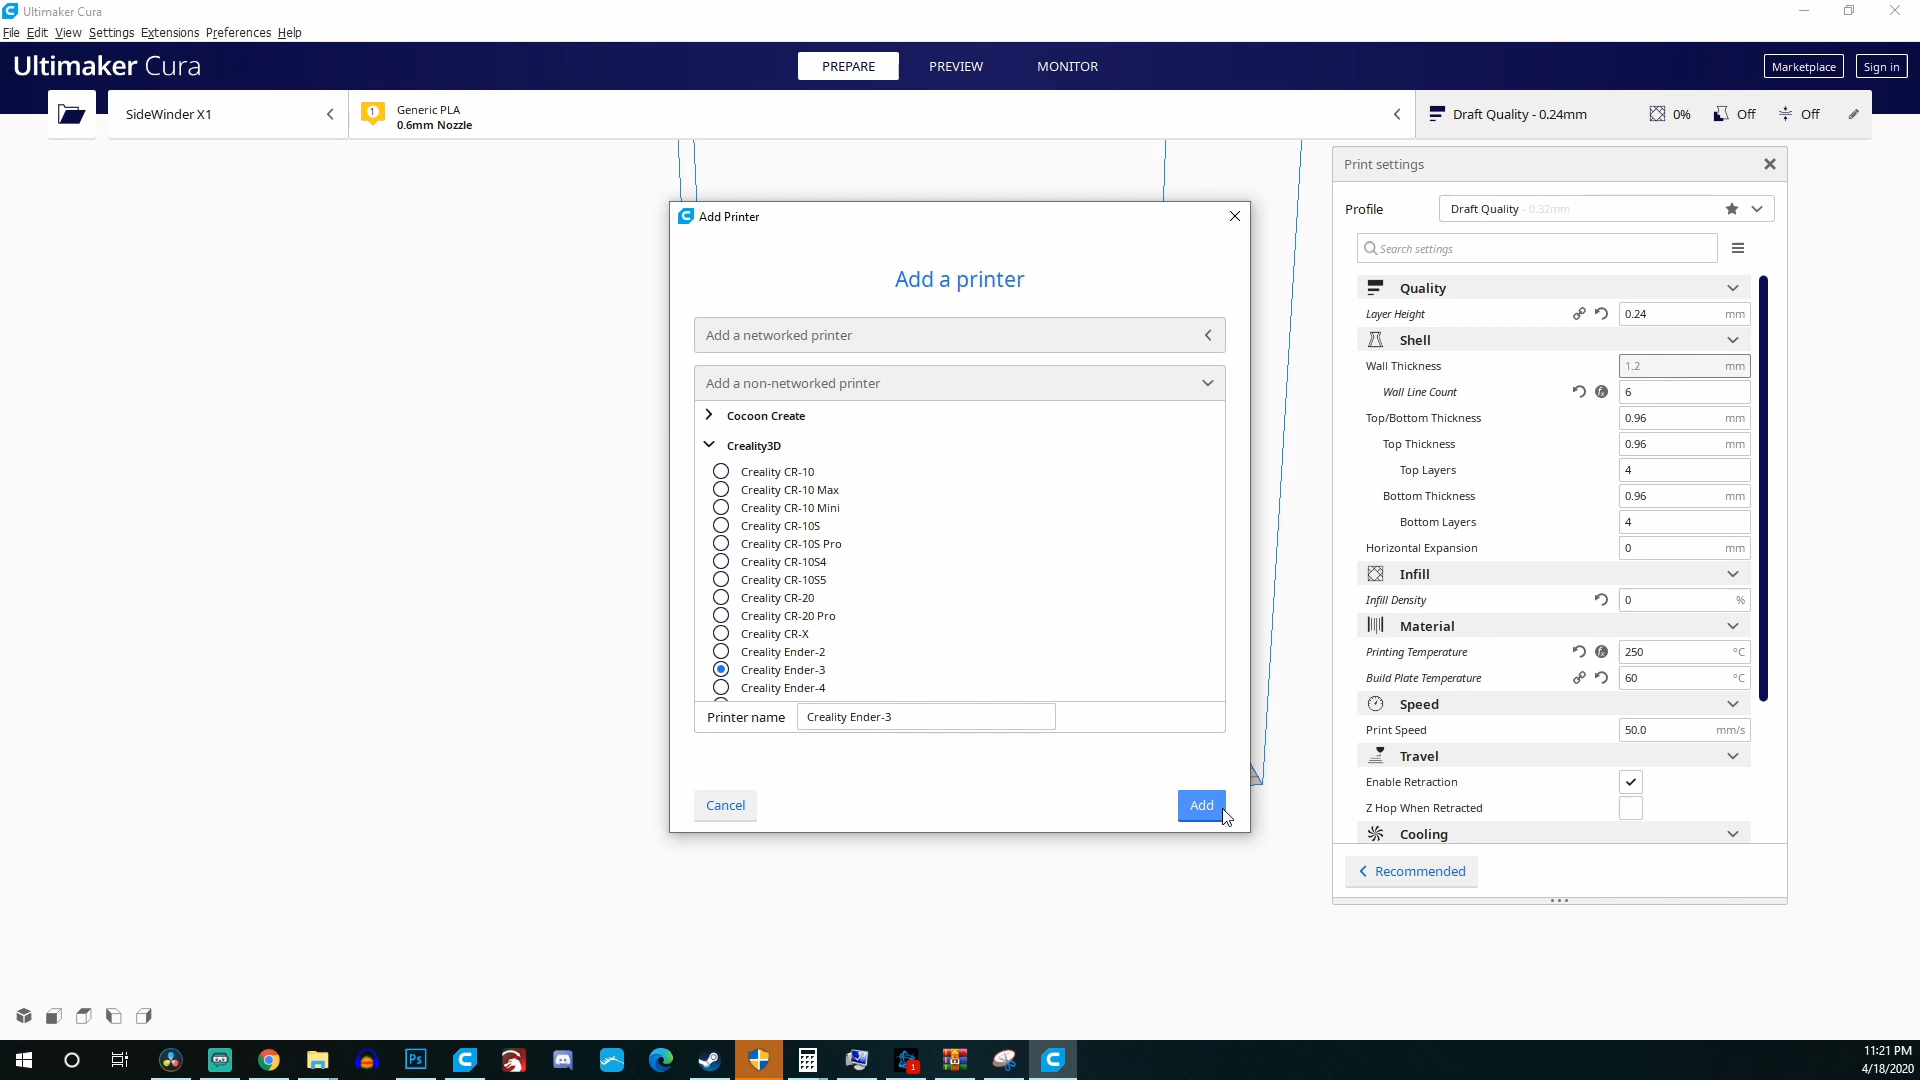 Ultimaker Cura
File Edit View Settings Extensions Preferences Help
Ultimaker Cura
PREPARE
PREVIEW
MONITOR
Marketplace
Sign in
SideWinder X1
1
Generic PLA
0.6mm Nozzle
Draft Quality - 0.24mm
0%
Off
Off
Print settings
Profile
Draft Quality - 0.32mm
Search settings
Quality
Layer Height 0.24 mm
Shell
Wall Thickness 1.2 mm
Wall Line Count 6
Top/Bottom Thickness 0.96 mm
Top Thickness 0.96 mm
Top Layers 4
Bottom Thickness 0.96 mm
Bottom Layers 4
Horizontal Expansion 0 mm
Infill
Infill Density 0 %
Material
Printing Temperature 250 °C
Build Plate Temperature 60 °C
Speed
Print Speed 50.0 mm/s
Travel
Enable Retraction
Z Hop When Retracted
Cooling
Recommended
Add Printer
Add a printer
Add a networked printer
Add a non-networked printer
Cocoon Create
Creality3D
Creality CR-10
Creality CR-10 Max
Creality CR-10 Mini
Creality CR-10S
Creality CR-10S Pro
Creality CR-10S4
Creality CR-10S5
Creality CR-20
Creality CR-20 Pro
Creality CR-X
Creality Ender-2
Creality Ender-3
Creality Ender-4
Printer name Creality Ender-3
Cancel
Add
Ps
1
11:21 PM
4/18/2020